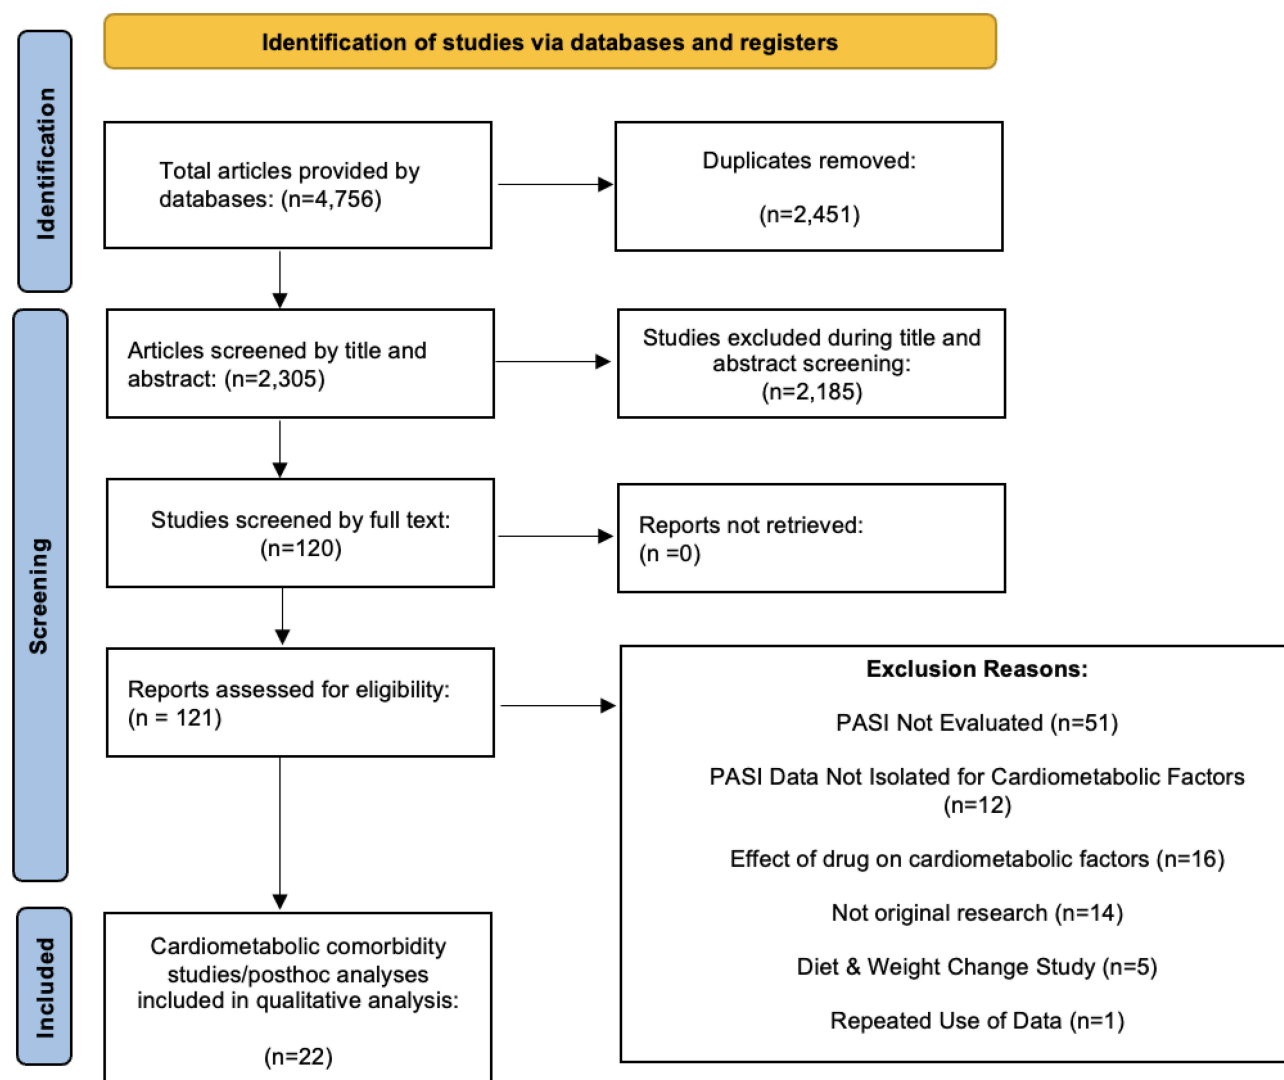 Identification of studies via databases and registers
Identification
Total articles provided by
databases: (n=4,756)
Duplicates removed:
(n=2,451)
Screening
Articles screened by title and
abstract: (n=2,305)
Studies excluded during title and
abstract screening:
(n=2,185)
Studies screened by full text:
(n=120)
Reports not retrieved:
(n =0)
Reports assessed for eligibility:
(n = 121)
Exclusion Reasons:
PASI Not Evaluated (n=51)
PASI Data Not Isolated for Cardiometabolic Factors
(n=12)
Effect of drug on cardiometabolic factors (n=16)
Not original research (n=14)
Diet & Weight Change Study (n=5)
Repeated Use of Data (n=1)
Included
Cardiometabolic comorbidity
studies/posthoc analyses
included in qualitative analysis:
(n=22)